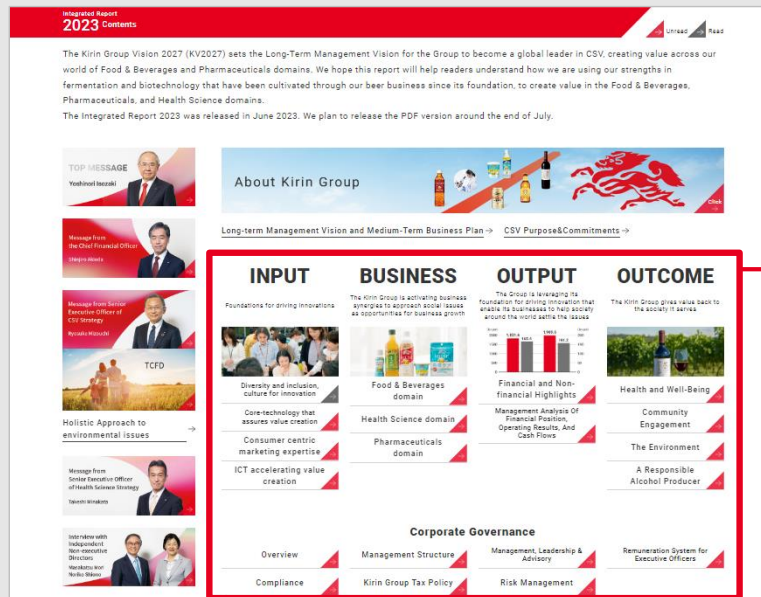 Integrated Report
2023 Contents
Unread
Read
The Kirin Group Vision 2027 (KV2027) sets the Long-Term Management Vision for the Group to become a global leader in CSV, creating value across our
world of Food & Beverages and Pharmaceuticals domains. We hope this report will help readers understand how we are using our strengths in
fermentation and biotechnology that have been cultivated through our beer business since its foundation, to create value in the Food & Beverages,
Pharmaceuticals, and Health Science domains.
The Integrated Report 2023 was released in June 2023. We plan to release the PDF version around the end of July.
TOP MESSAGE
Yoshinori Isozaki
Message from
the Chief Financial Officer
Message from Senior
Executive Officer of
CSV Strategy
TCFD
Holistic Approach to
environmental issues
Message from
Senior Executive Officer
of Health Science Strategy
Takeshi Minakata
Interview with
Independent
Non-executive
Directors
Masakatsu Mori
Noriko Shiono
About Kirin Group
Click
Long-term Management Vision and Medium-Term Business Plan
CSV Purpose&Commitments
INPUT
Foundations for driving innovations
Diversity and inclusion,
culture for innovation
Core-technology that
assures value creation
Consumer centric
marketing expertise
ICT accelerating value
creation
BUSINESS
The Kirin Group is activating business
synergies to approach social issues
as opportunities for business growth
Food & Beverages
domain
Health Science domain
Pharmaceuticals
domain
OUTPUT
The Group is leveraging its
foundation for driving innovation that
enable its businesses to help society
around the world settle the issues
Financial and Non-
financial Highlights
Management Analysis Of
Financial Position,
Operating Results, And
Cash Flows
OUTCOME
The Kirin Group gives value back to
the society it serves
Health and Well-Being
Community
Engagement
The Environment
A Responsible
Alcohol Producer
Corporate Governance
Overview
Management Structure
Management, Leadership &
Advisory
Remuneration System for
Executive Officers
Compliance
Kirin Group Tax Policy
Risk Management